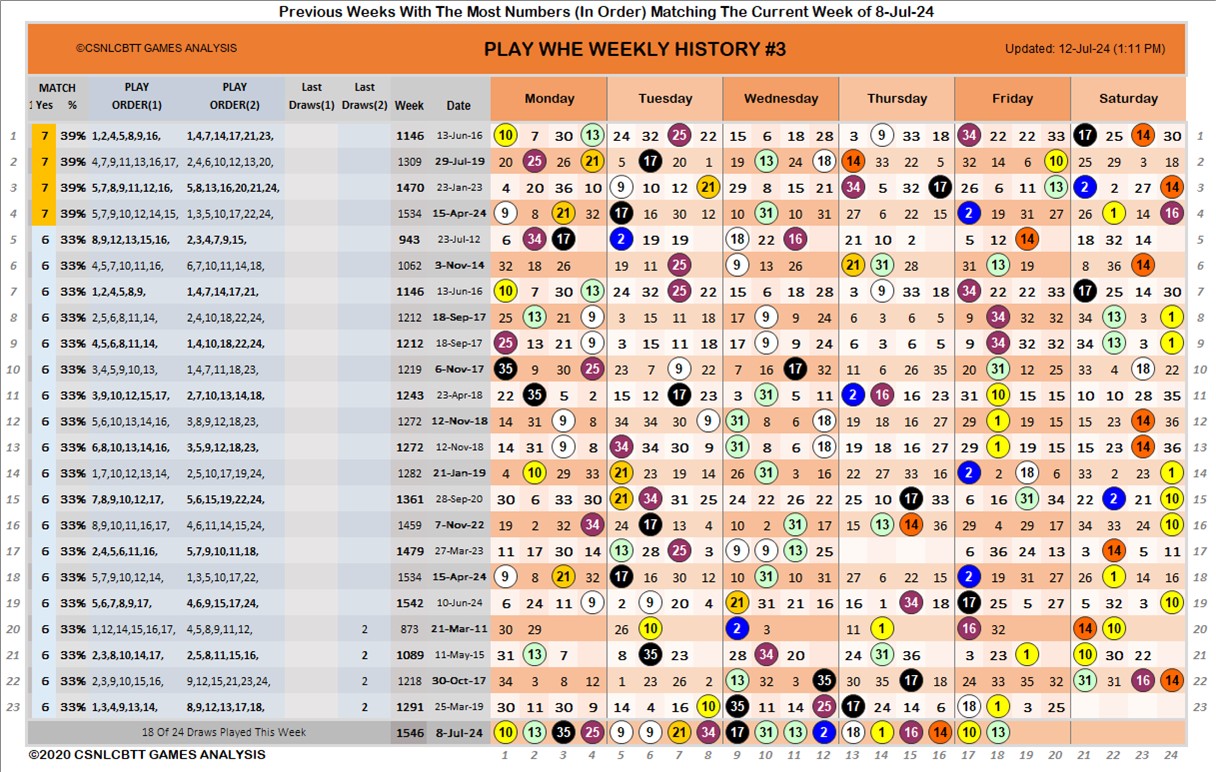 Previous Weeks With The Most Numbers (In Order) Matching The Current Week of 8-Jul-24
©CSNLCBTT GAMES ANALYSIS PLAY WHE WEEKLY HISTORY #3 Updated: 12-Jul-24 (1:11 PM)
MATCH PLAY PLAY Last Last
1 Yes % ORDER(1) ORDER(2) Draws(1) Draws(2) Week Date Monday Tuesday Wednesday Thursday Friday Saturday
1 7 39% 1,2,4,5,8,9,16, 1,4,7,14,17,21,23, 1146 13-Jun-16 10 7 30 13 24 32 25 22 15 6 18 28 3 9 33 18 34 22 22 33 17 25 14 30 1
2 7 39% 4,7,9,11,13,16,17, 2,4,6,10,12,13,20, 1309 29-Jul-19 20 25 26 21 5 17 20 1 19 13 24 18 14 33 22 5 32 14 6 10 25 29 3 18 2
3 7 39% 5,7,8,9,11,12,16, 5,8,13,16,20,21,24, 1470 23-Jan-23 4 20 36 10 9 10 12 21 29 8 15 21 34 5 32 17 26 6 11 13 2 2 27 14 3
4 7 39% 5,7,9,10,12,14,15, 1,3,5,10,17,22,24, 1534 15-Apr-24 9 8 21 32 17 16 30 12 10 31 10 31 27 6 22 15 2 19 31 27 26 1 14 16 4
5 6 33% 8,9,12,13,15,16, 2,3,4,7,9,15, 943 23-Jul-12 6 34 17 2 19 19 18 22 16 21 10 2 5 12 14 18 32 14 5
6 6 33% 4,5,7,10,11,16, 6,7,10,11,14,18, 1062 3-Nov-14 32 18 26 19 11 25 9 13 26 21 31 28 31 13 19 8 36 14 6
7 6 33% 1,2,4,5,8,9, 1,4,7,14,17,21, 1146 13-Jun-16 10 7 30 13 24 32 25 22 15 6 18 28 3 9 33 18 34 22 22 33 17 25 14 30 7
8 6 33% 2,5,6,8,11,14, 2,4,10,18,22,24, 1212 18-Sep-17 25 13 21 9 3 15 11 18 17 9 9 24 6 3 6 5 9 34 32 32 34 13 3 1 8
9 6 33% 4,5,6,8,11,14, 1,4,10,18,22,24, 1212 18-Sep-17 25 13 21 9 3 15 11 18 17 9 9 24 6 3 6 5 9 34 32 32 34 13 3 1 9
10 6 33% 3,4,5,9,10,13, 1,4,7,11,18,23, 1219 6-Nov-17 35 9 30 25 23 7 9 22 7 16 17 32 11 6 26 35 20 31 12 25 33 4 18 22 10
11 6 33% 3,9,10,12,15,17, 2,7,10,13,14,18, 1243 23-Apr-18 22 35 5 2 15 12 17 23 3 31 5 11 2 16 15 23 31 10 15 15 10 10 28 35 11
12 6 33% 5,6,10,13,14,16, 3,8,9,12,18,23, 1272 12-Nov-18 14 31 9 8 34 34 30 9 31 8 6 18 19 18 16 27 29 1 19 15 15 23 14 36 12
13 6 33% 6,8,10,13,14,16, 3,5,9,12,18,23, 1272 12-Nov-18 14 31 9 8 34 34 30 9 31 8 6 18 19 18 16 27 29 1 19 15 15 23 14 36 13
14 6 33% 1,7,10,12,13,14, 2,5,10,17,19,24, 1282 21-Jan-19 4 10 29 33 21 23 19 14 26 31 3 14 22 27 33 16 2 2 18 6 33 2 23 1 14
15 6 33% 7,8,9,10,12,17, 5,6,15,19,22,24, 1361 28-Sep-20 30 6 33 30 21 34 31 25 24 22 26 22 25 10 17 33 6 16 31 34 22 2 21 10 15
16 6 33% 8,9,10,11,16,17, 4,6,11,14,15,24, 1459 7-Nov-22 19 2 32 34 24 17 13 4 10 2 31 17 15 13 14 36 29 4 29 17 34 33 24 10 16
17 6 33% 2,4,5,6,11,16, 5,7,9,10,11,18, 1479 27-Mar-23 11 17 30 14 13 28 25 3 9 9 13 25 6 36 24 13 3 14 5 11 17
18 6 33% 5,7,9,10,12,14, 1,3,5,10,17,22, 1534 15-Apr-24 9 8 21 32 17 16 30 12 10 31 10 31 27 6 22 15 2 19 31 27 26 1 14 16 18
19 6 33% 5,6,7,8,9,17, 4,6,9,15,17,24, 1542 10-Jun-24 6 24 11 9 2 9 20 4 21 31 21 16 16 1 34 18 17 25 5 27 5 32 3 10 19
20 6 33% 1,12,14,15,16,17, 4,5,8,9,11,12, 2 873 21-Mar-11 30 29 26 10 2 3 11 1 16 32 14 10 20
21 6 33% 2,3,8,10,14,17, 2,5,8,11,15,16, 2 1089 11-May-15 31 13 7 8 35 23 28 34 20 24 31 36 3 23 1 10 30 22 21
22 6 33% 2,3,9,10,15,16, 9,12,15,21,23,24, 2 1218 30-Oct-17 34 3 8 12 1 23 26 2 13 32 3 35 30 35 17 18 24 33 35 32 31 31 16 14 22
23 6 33% 1,3,4,9,13,14, 8,9,12,13,17,18, 2 1291 25-Mar-19 30 11 30 9 14 4 16 10 35 11 14 25 17 24 14 6 18 1 3 25 23
18 Of 24 Draws Played This Week 1546 8-Jul-24 10 13 35 25 9 9 21 34 17 31 13 2 18 1 16 14 10 13
©2020 CSNLCBTT GAMES ANALYSIS 1 2 3 4 5 6 7 8 9 10 11 12 13 14 15 16 17 18 19 20 21 22 23 24